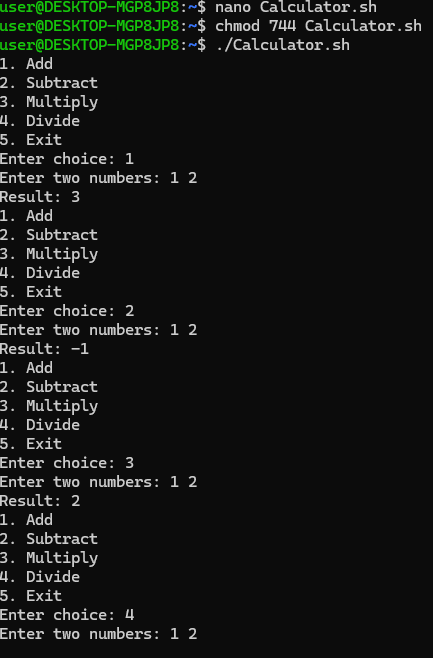 user@DESKTOP-MGP8JP8:~$ nano Calculator.sh
user@DESKTOP-MGP8JP8:~$ chmod 744 Calculator.sh
user@DESKTOP-MGP8JP8:~$ ./Calculator.sh
1. Add
2. Subtract
3. Multiply
4. Divide
5. Exit
Enter choice: 1
Enter two numbers: 1 2
Result: 3
1. Add
2. Subtract
3. Multiply
4. Divide
5. Exit
Enter choice: 2
Enter two numbers: 1 2
Result: -1
1. Add
2. Subtract
3. Multiply
4. Divide
5. Exit
Enter choice: 3
Enter two numbers: 1 2
Result: 2
1. Add
2. Subtract
3. Multiply
4. Divide
5. Exit
Enter choice: 4
Enter two numbers: 1 2